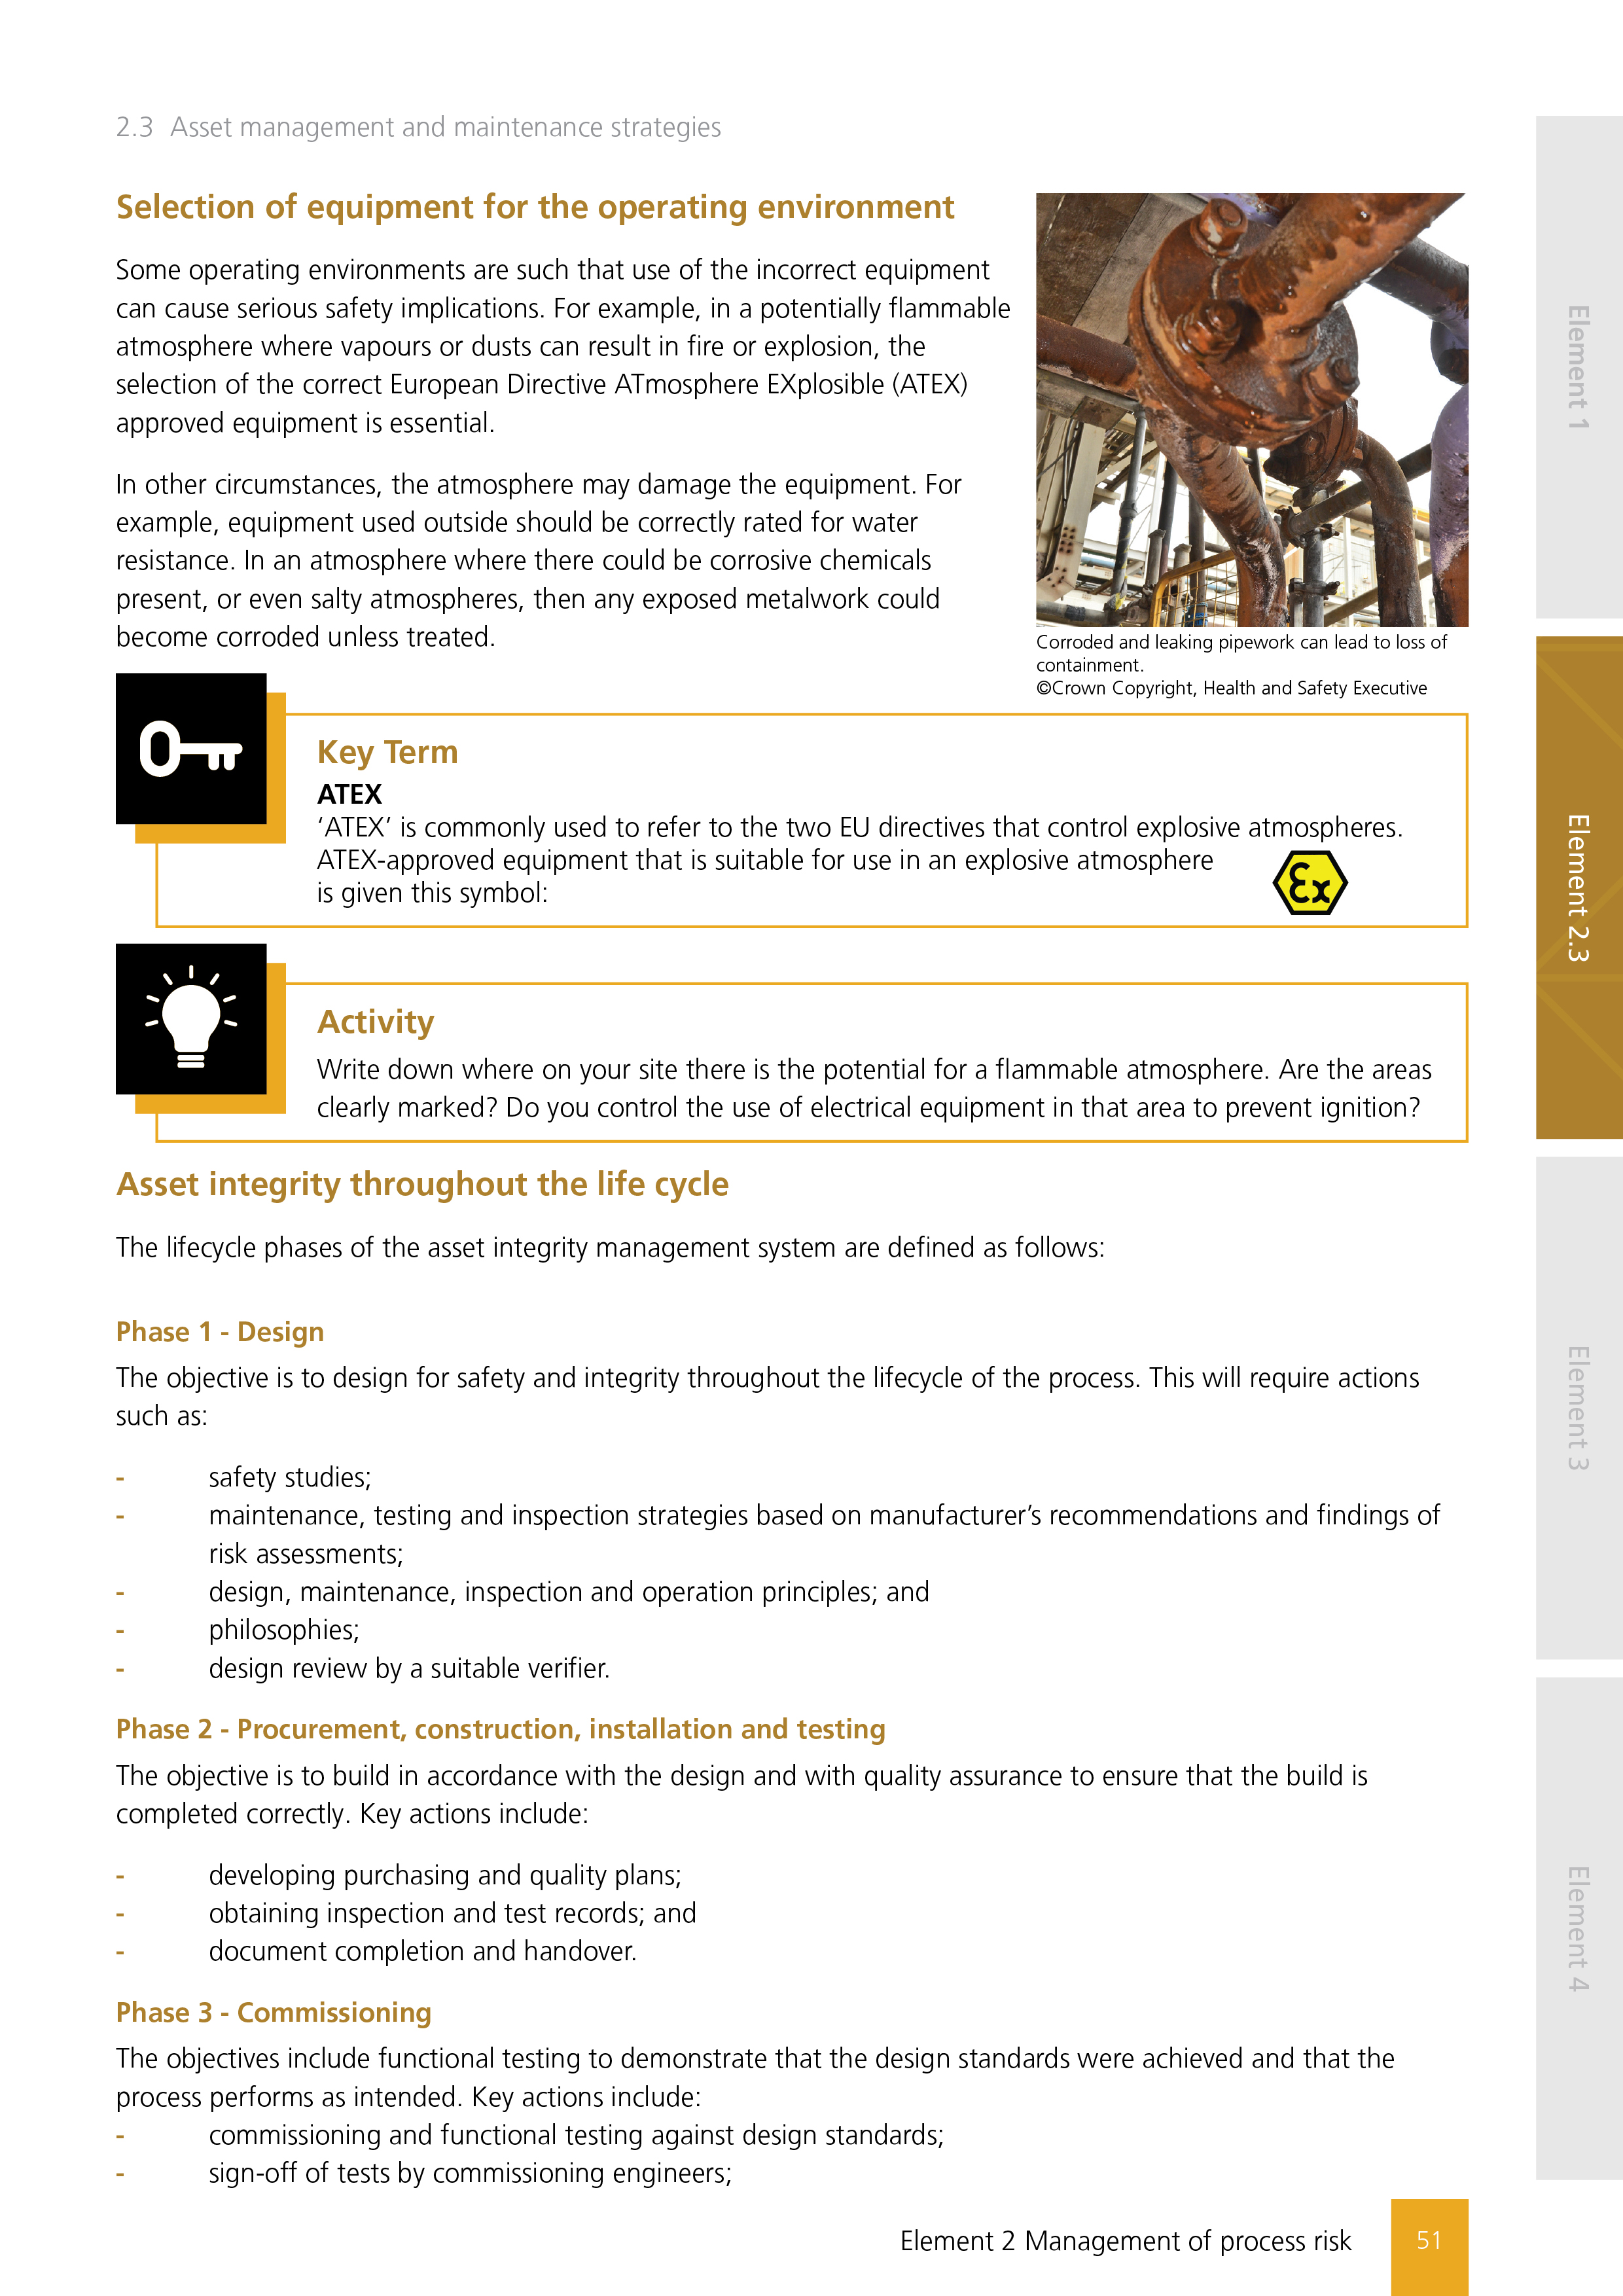 2.3 Asset management and maintenance strategies
Selection of equipment for the operating environment
Some operating environments are such that use of the incorrect equipment
can cause serious safety implications. For example, in a potentially flammable
atmosphere where vapours or dusts can result in fire or explosion, the
selection of the correct European Directive ATmosphere EXplosible (ATEX)
approved equipment is essential.
In other circumstances, the atmosphere may damage the equipment. For
example, equipment used outside should be correctly rated for water
resistance. In an atmosphere where there could be corrosive chemicals
present, or even salty atmospheres, then any exposed metalwork could
become corroded unless treated.
Corroded and leaking pipework can lead to loss of
containment.
©Crown Copyright, Health and Safety Executive
Key Term
ATEX
‘ATEX’ is commonly used to refer to the two EU directives that control explosive atmospheres.
ATEX-approved equipment that is suitable for use in an explosive atmosphere
is given this symbol:
Ex
Activity
Write down where on your site there is the potential for a flammable atmosphere. Are the areas
clearly marked? Do you control the use of electrical equipment in that area to prevent ignition?
Asset integrity throughout the life cycle
The lifecycle phases of the asset integrity management system are defined as follows:
Phase 1 - Design
The objective is to design for safety and integrity throughout the lifecycle of the process. This will require actions
such as:
- safety studies;
- maintenance, testing and inspection strategies based on manufacturer’s recommendations and findings of
risk assessments;
- design, maintenance, inspection and operation principles; and
- philosophies;
- design review by a suitable verifier.
Phase 2 - Procurement, construction, installation and testing
The objective is to build in accordance with the design and with quality assurance to ensure that the build is
completed correctly. Key actions include:
- developing purchasing and quality plans;
- obtaining inspection and test records; and
- document completion and handover.
Phase 3 - Commissioning
The objectives include functional testing to demonstrate that the design standards were achieved and that the
process performs as intended. Key actions include:
- commissioning and functional testing against design standards;
- sign-off of tests by commissioning engineers;
Element 2 Management of process risk
51
Element 1
Element 2.3
Element 3
Element 4